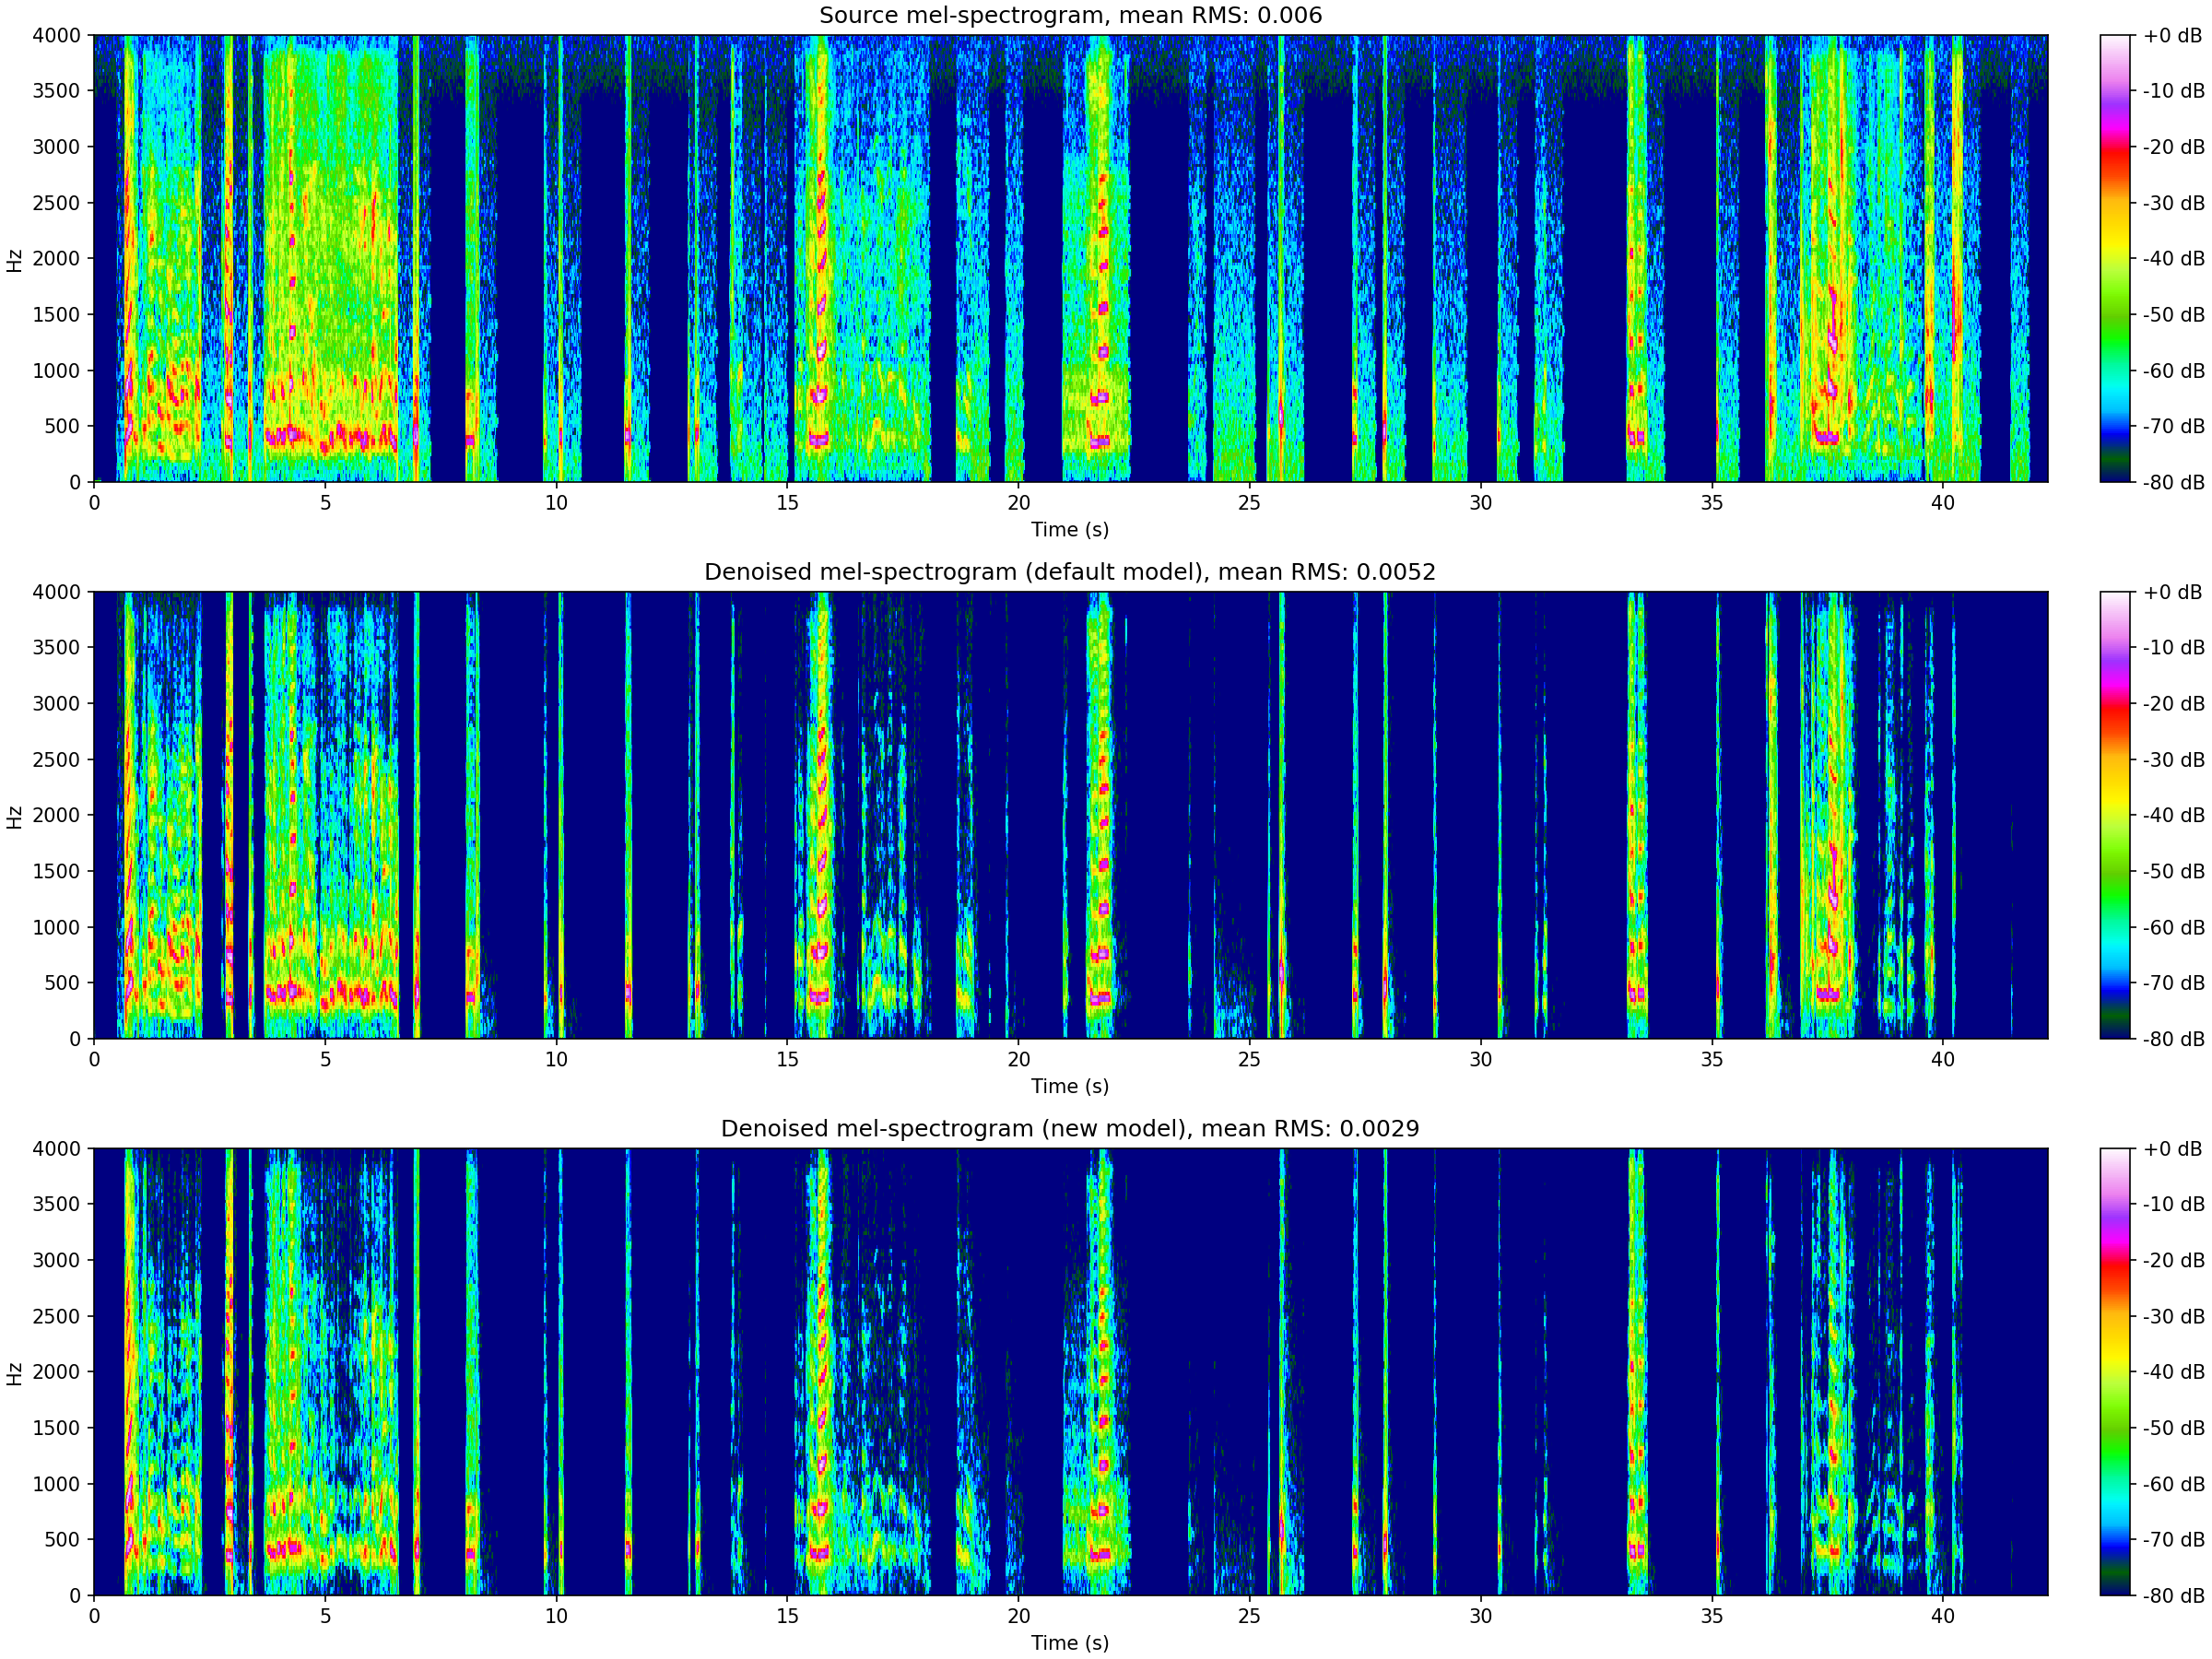 Source mel-spectrogram, mean RMS: 0.006
4000
3500
3000
2500
2000
1500
1000
500
0
Hz
0 5 10 15 20 25 30 35 40
Time (s)
+0 dB
-10 dB
-20 dB
-30 dB
-40 dB
-50 dB
-60 dB
-70 dB
-80 dB
Denoised mel-spectrogram (default model), mean RMS: 0.0052
4000
3500
3000
2500
2000
1500
1000
500
0
Hz
0 5 10 15 20 25 30 35 40
Time (s)
+0 dB
-10 dB
-20 dB
-30 dB
-40 dB
-50 dB
-60 dB
-70 dB
-80 dB
Denoised mel-spectrogram (new model), mean RMS: 0.0029
4000
3500
3000
2500
2000
1500
1000
500
0
Hz
0 5 10 15 20 25 30 35 40
Time (s)
+0 dB
-10 dB
-20 dB
-30 dB
-40 dB
-50 dB
-60 dB
-70 dB
-80 dB